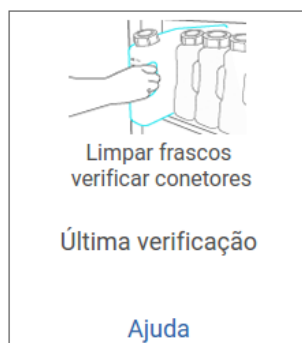 Limpar frascos
verificar conetores
Última verificação
Ajuda